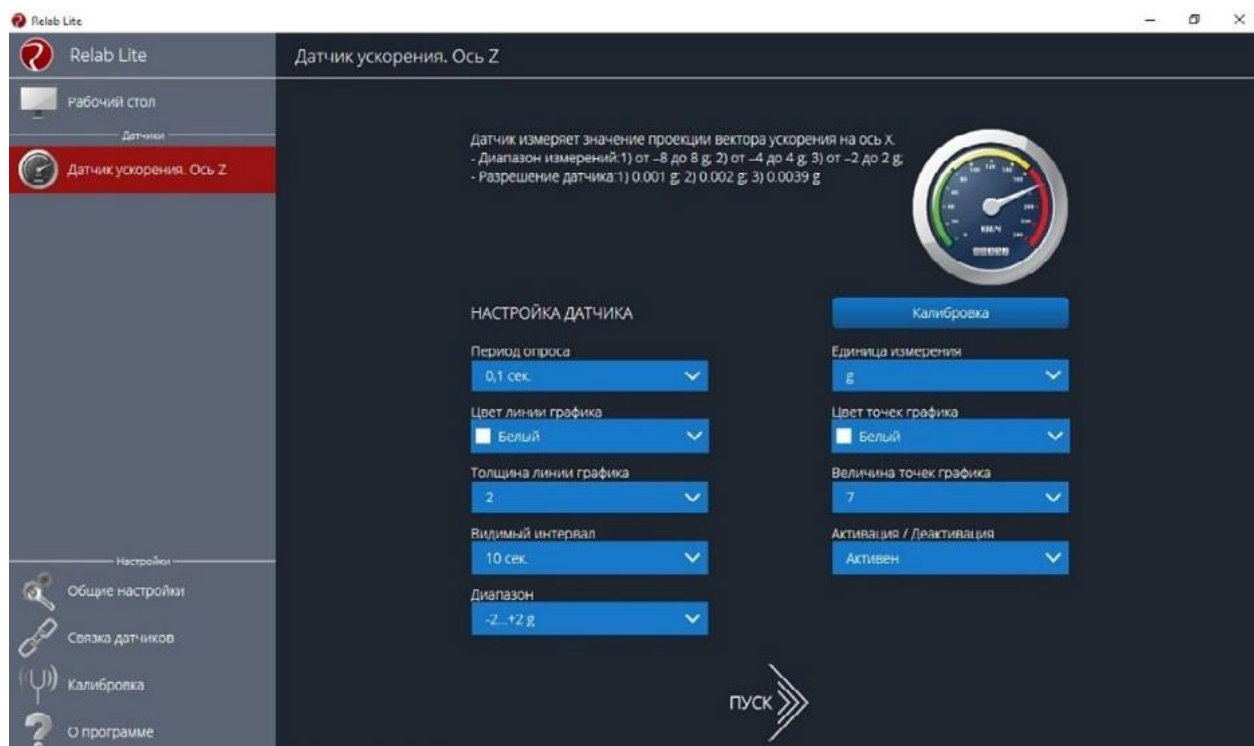 Relab Lite
Relab Lite
Датчик ускорения. Ось Z
Рабочий стол
Датчики
Датчик ускорения. Ось Z
Датчик измеряет значение проекции вектора ускорения на ось X.
- Диапазон измерений:1) от –8 до 8 g; 2) от –4 до 4 g; 3) от –2 до 2 g;
- Разрешение датчика:1) 0.001 g; 2) 0.002 g; 3) 0.0039 g
КМ/Ч
НАСТРОЙКА ДАТЧИКА
Калибровка
Период опроса
Единица измерения
0,1 сек.
g
Цвет линии графика
Цвет точек графика
Белый
Белый
Толщина линии графика
Величина точек графика
2
7
Видимый интервал
Активация / Деактивация
10 сек.
Активен
Диапазон
-2...+2 g
Настройки
Общие настройки
Связка датчиков
Калибровка
О программе
ПУСК